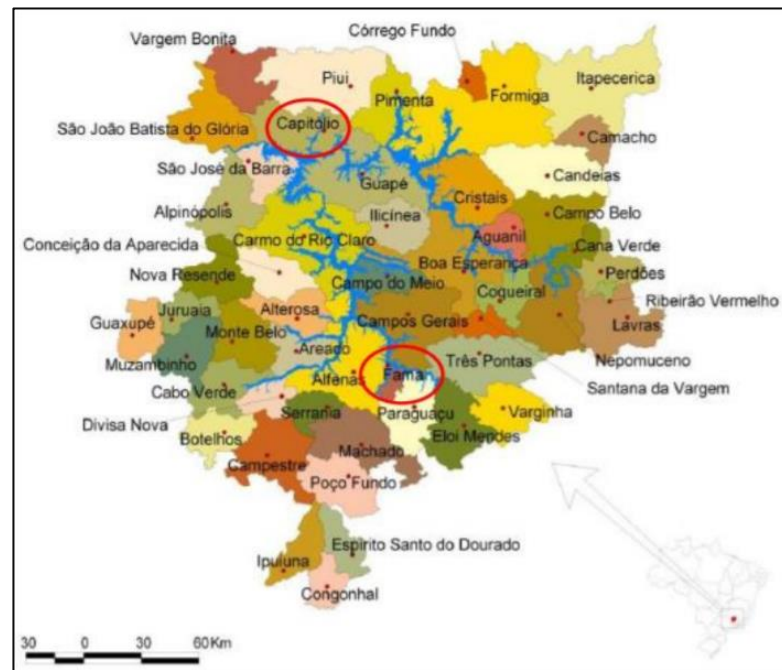 Vargem Bonita
Córrego Fundo
Piui
Pimenta
Formiga
Itapecerica
São João Batista do Glória
Capitólio
Camacho
São José da Barra
Guapé
Candeias
Cristais
Alpinópolis
Ilicínea
Campo Belo
Conceição da Aparecida
Carmo do Rio Claro
Aguanil
Cana Verde
Nova Resende
Boa Esperança
Perdões
Campo do Meio
Coqueiral
Ribeirão Vermelho
Guaxupé
Juruaia
Alterosa
Campos Gerais
Lavras
Monte Belo
Muzambinho
Areado
Três Pontas
Nepomuceno
Cabo Verde
Alfenas
Fama
Santana da Vargem
Divisa Nova
Serrania
Paraguaçu
Varginha
Botelhos
Machado
Eloi Mendes
Campestre
Poço Fundo
Ipuiuna
Espirito Santo do Dourado
Congonhal
30 0 30 60 Km